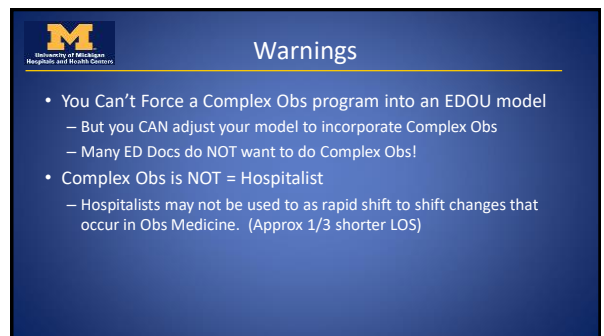 M
University of Michigan
Hospitals and Health Centers
Warnings
• You Can't Force a Complex Obs program into an EDOU model
– But you CAN adjust your model to incorporate Complex Obs
– Many ED Docs do NOT want to do Complex Obs!
• Complex Obs is NOT = Hospitalist
– Hospitalists may not be used to as rapid shift to shift changes that
occur in Obs Medicine. (Approx 1/3 shorter LOS)